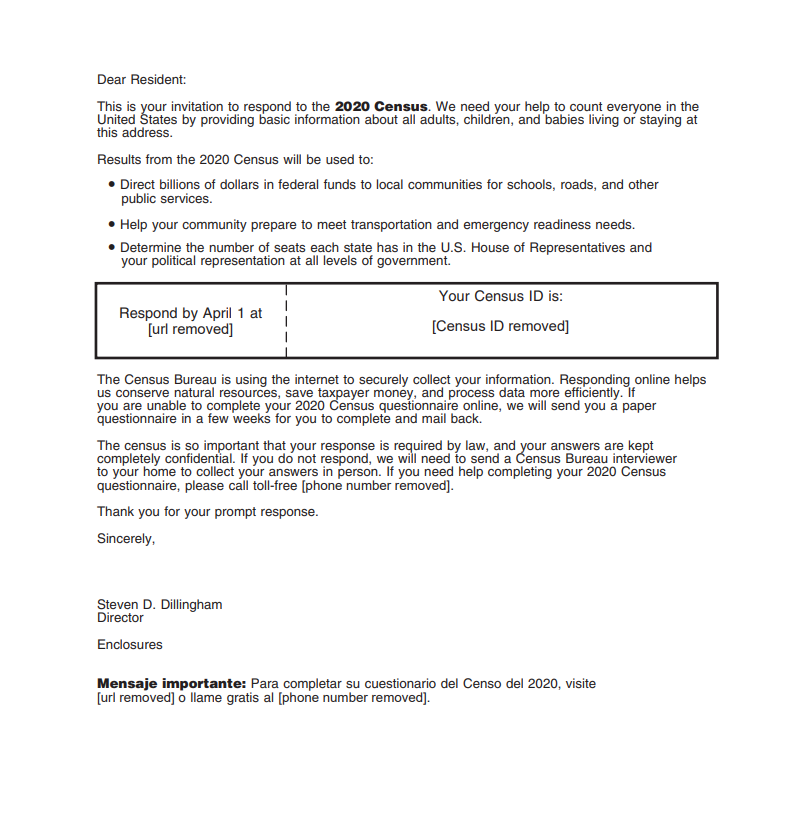 Dear Resident:
This is your invitation to respond to the 2020 Census. We need your help to count everyone in the
United States by providing basic information about all adults, children, and babies living or staying at
this address.
Results from the 2020 Census will be used to:
• Direct billions of dollars in federal funds to local communities for schools, roads, and other
public services.
• Help your community prepare to meet transportation and emergency readiness needs.
• Determine the number of seats each state has in the U.S. House of Representatives and
your political representation at all levels of government.
Respond by April 1 at
[url removed]
Your Census ID is:
[Census ID removed]
The Census Bureau is using the internet to securely collect your information. Responding online helps
us conserve natural resources, save taxpayer money, and process data more efficiently. If
you are unable to complete your 2020 Census questionnaire online, we will send you a paper
questionnaire in a few weeks for you to complete and mail back.
The census is so important that your response is required by law, and your answers are kept
completely confidential. If you do not respond, we will need to send a Census Bureau interviewer
to your home to collect your answers in person. If you need help completing your 2020 Census
questionnaire, please call toll-free [phone number removed].
Thank you for your prompt response.
Sincerely,
Steven D. Dillingham
Director
Enclosures
Mensaje importante: Para completar su cuestionario del Censo del 2020, visite
[url removed] o llame gratis al [phone number removed].